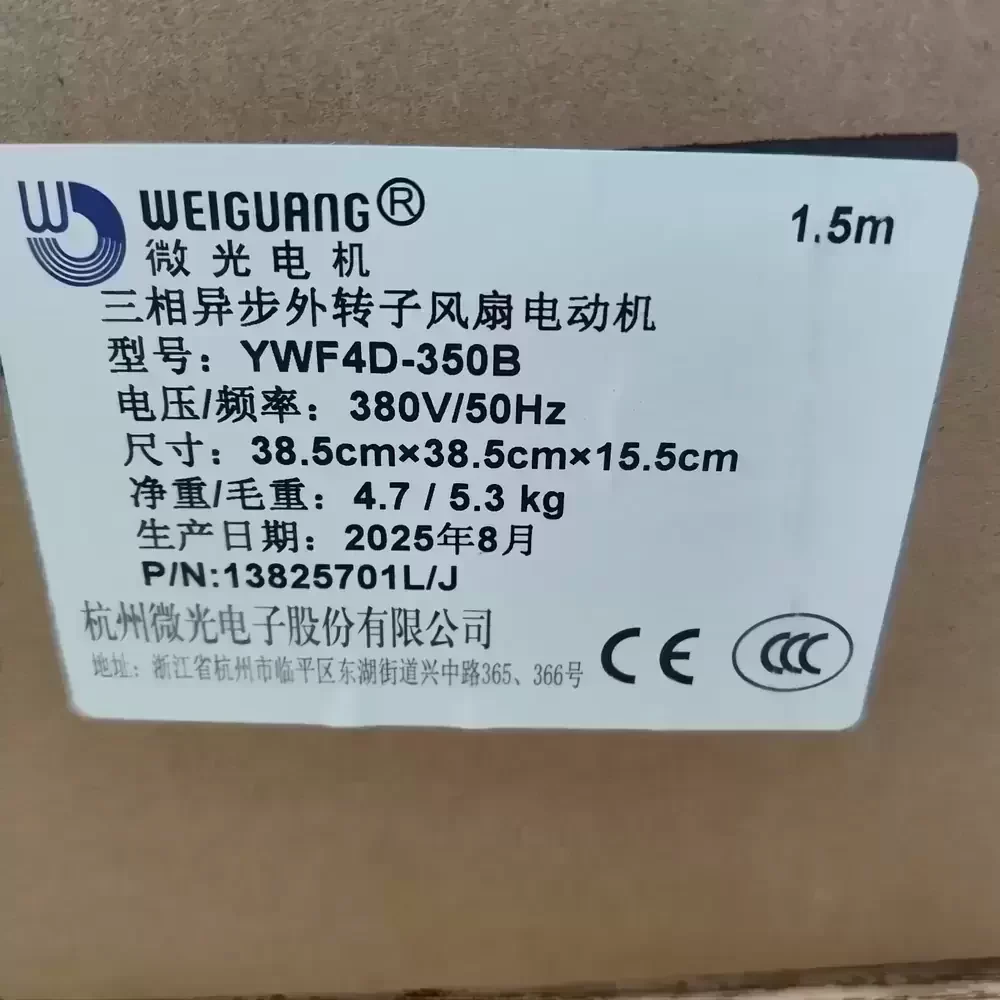 WEIGUANG®
微光电机
1.5m
三相异步外转子风扇电动机
型号：YWF4D-350B
电压/频率：380V/50Hz
尺寸：38.5cm×38.5cm×15.5cm
净重/毛重：4.7 / 5.3 kg
生产日期：2025年8月
P/N:13825701L/J
杭州微光电子股份有限公司
地址：浙江省杭州市临平区东湖街道兴中路365、366号
CE
CCC